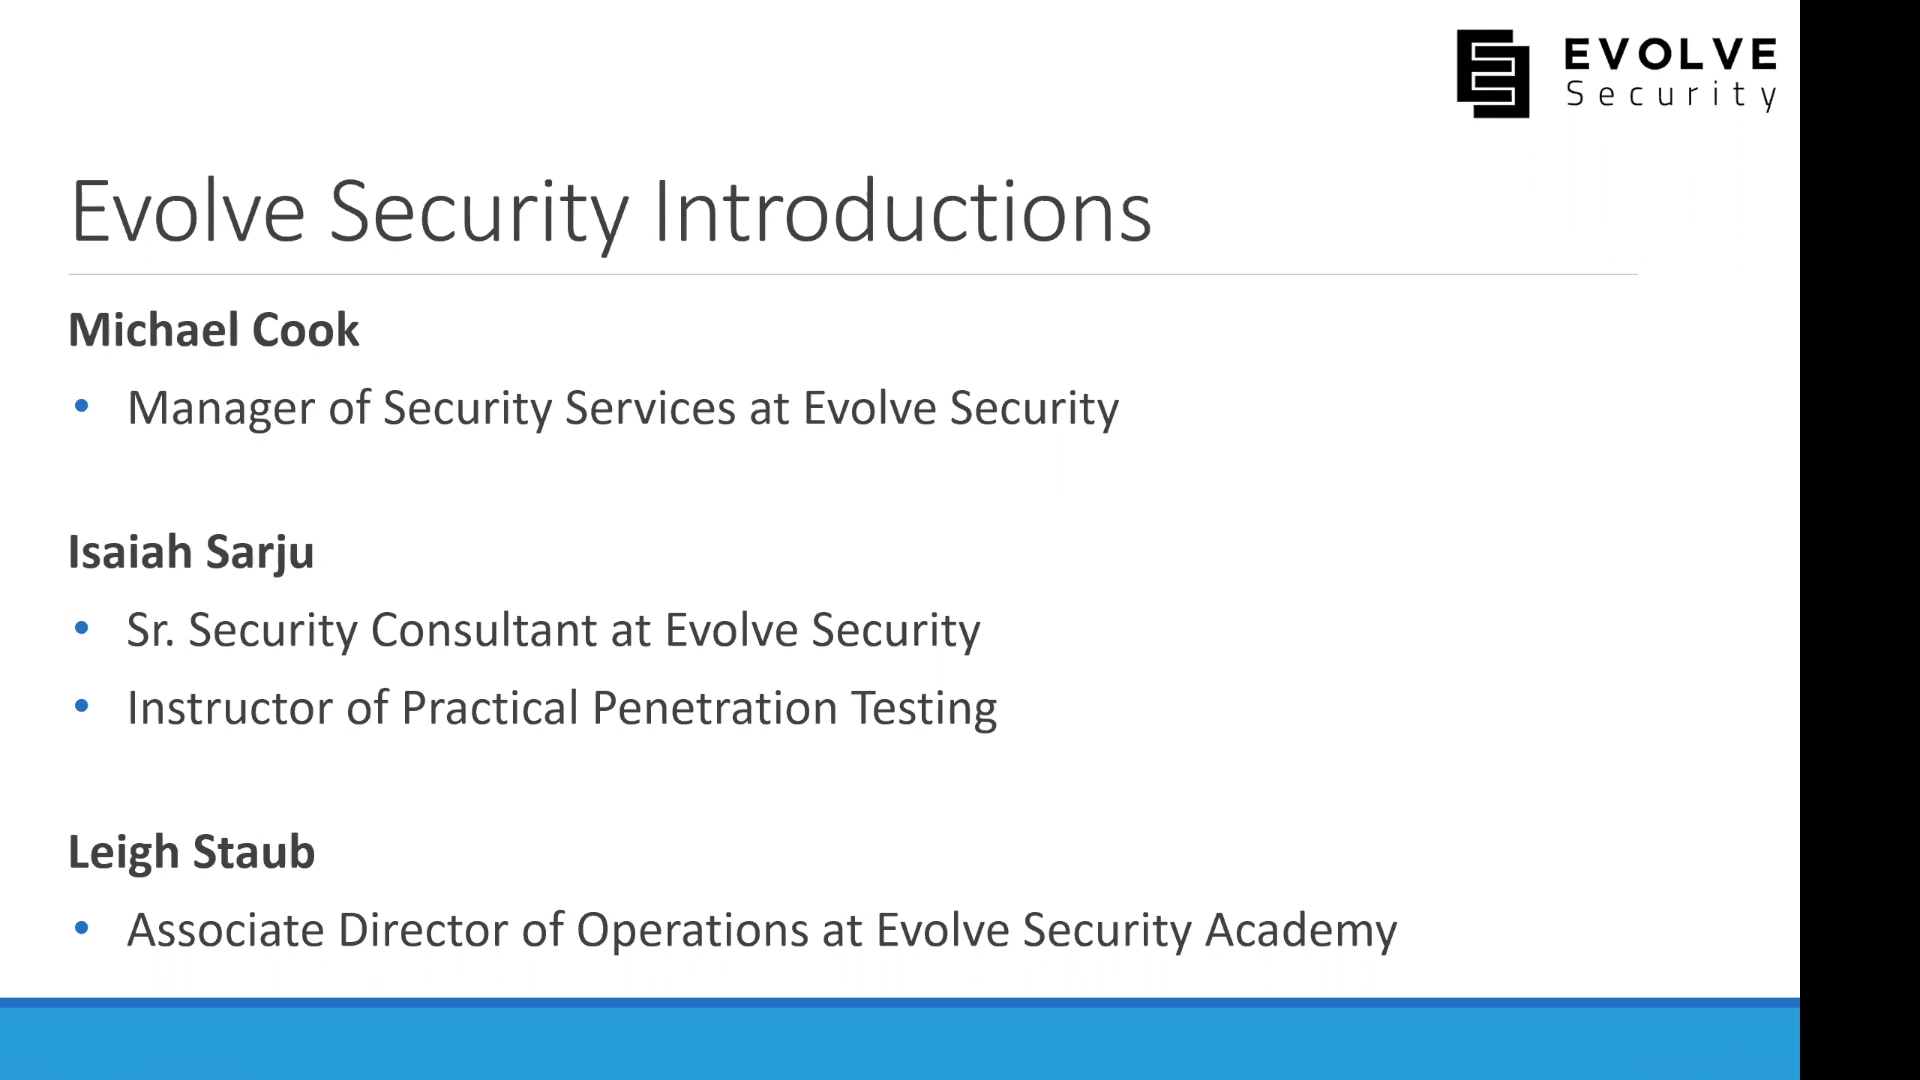 EVOLVE
Security
Evolve Security Introductions
Michael Cook
• Manager of Security Services at Evolve Security
Isaiah Sarju
• Sr. Security Consultant at Evolve Security
• Instructor of Practical Penetration Testing
Leigh Staub
• Associate Director of Operations at Evolve Security Academy